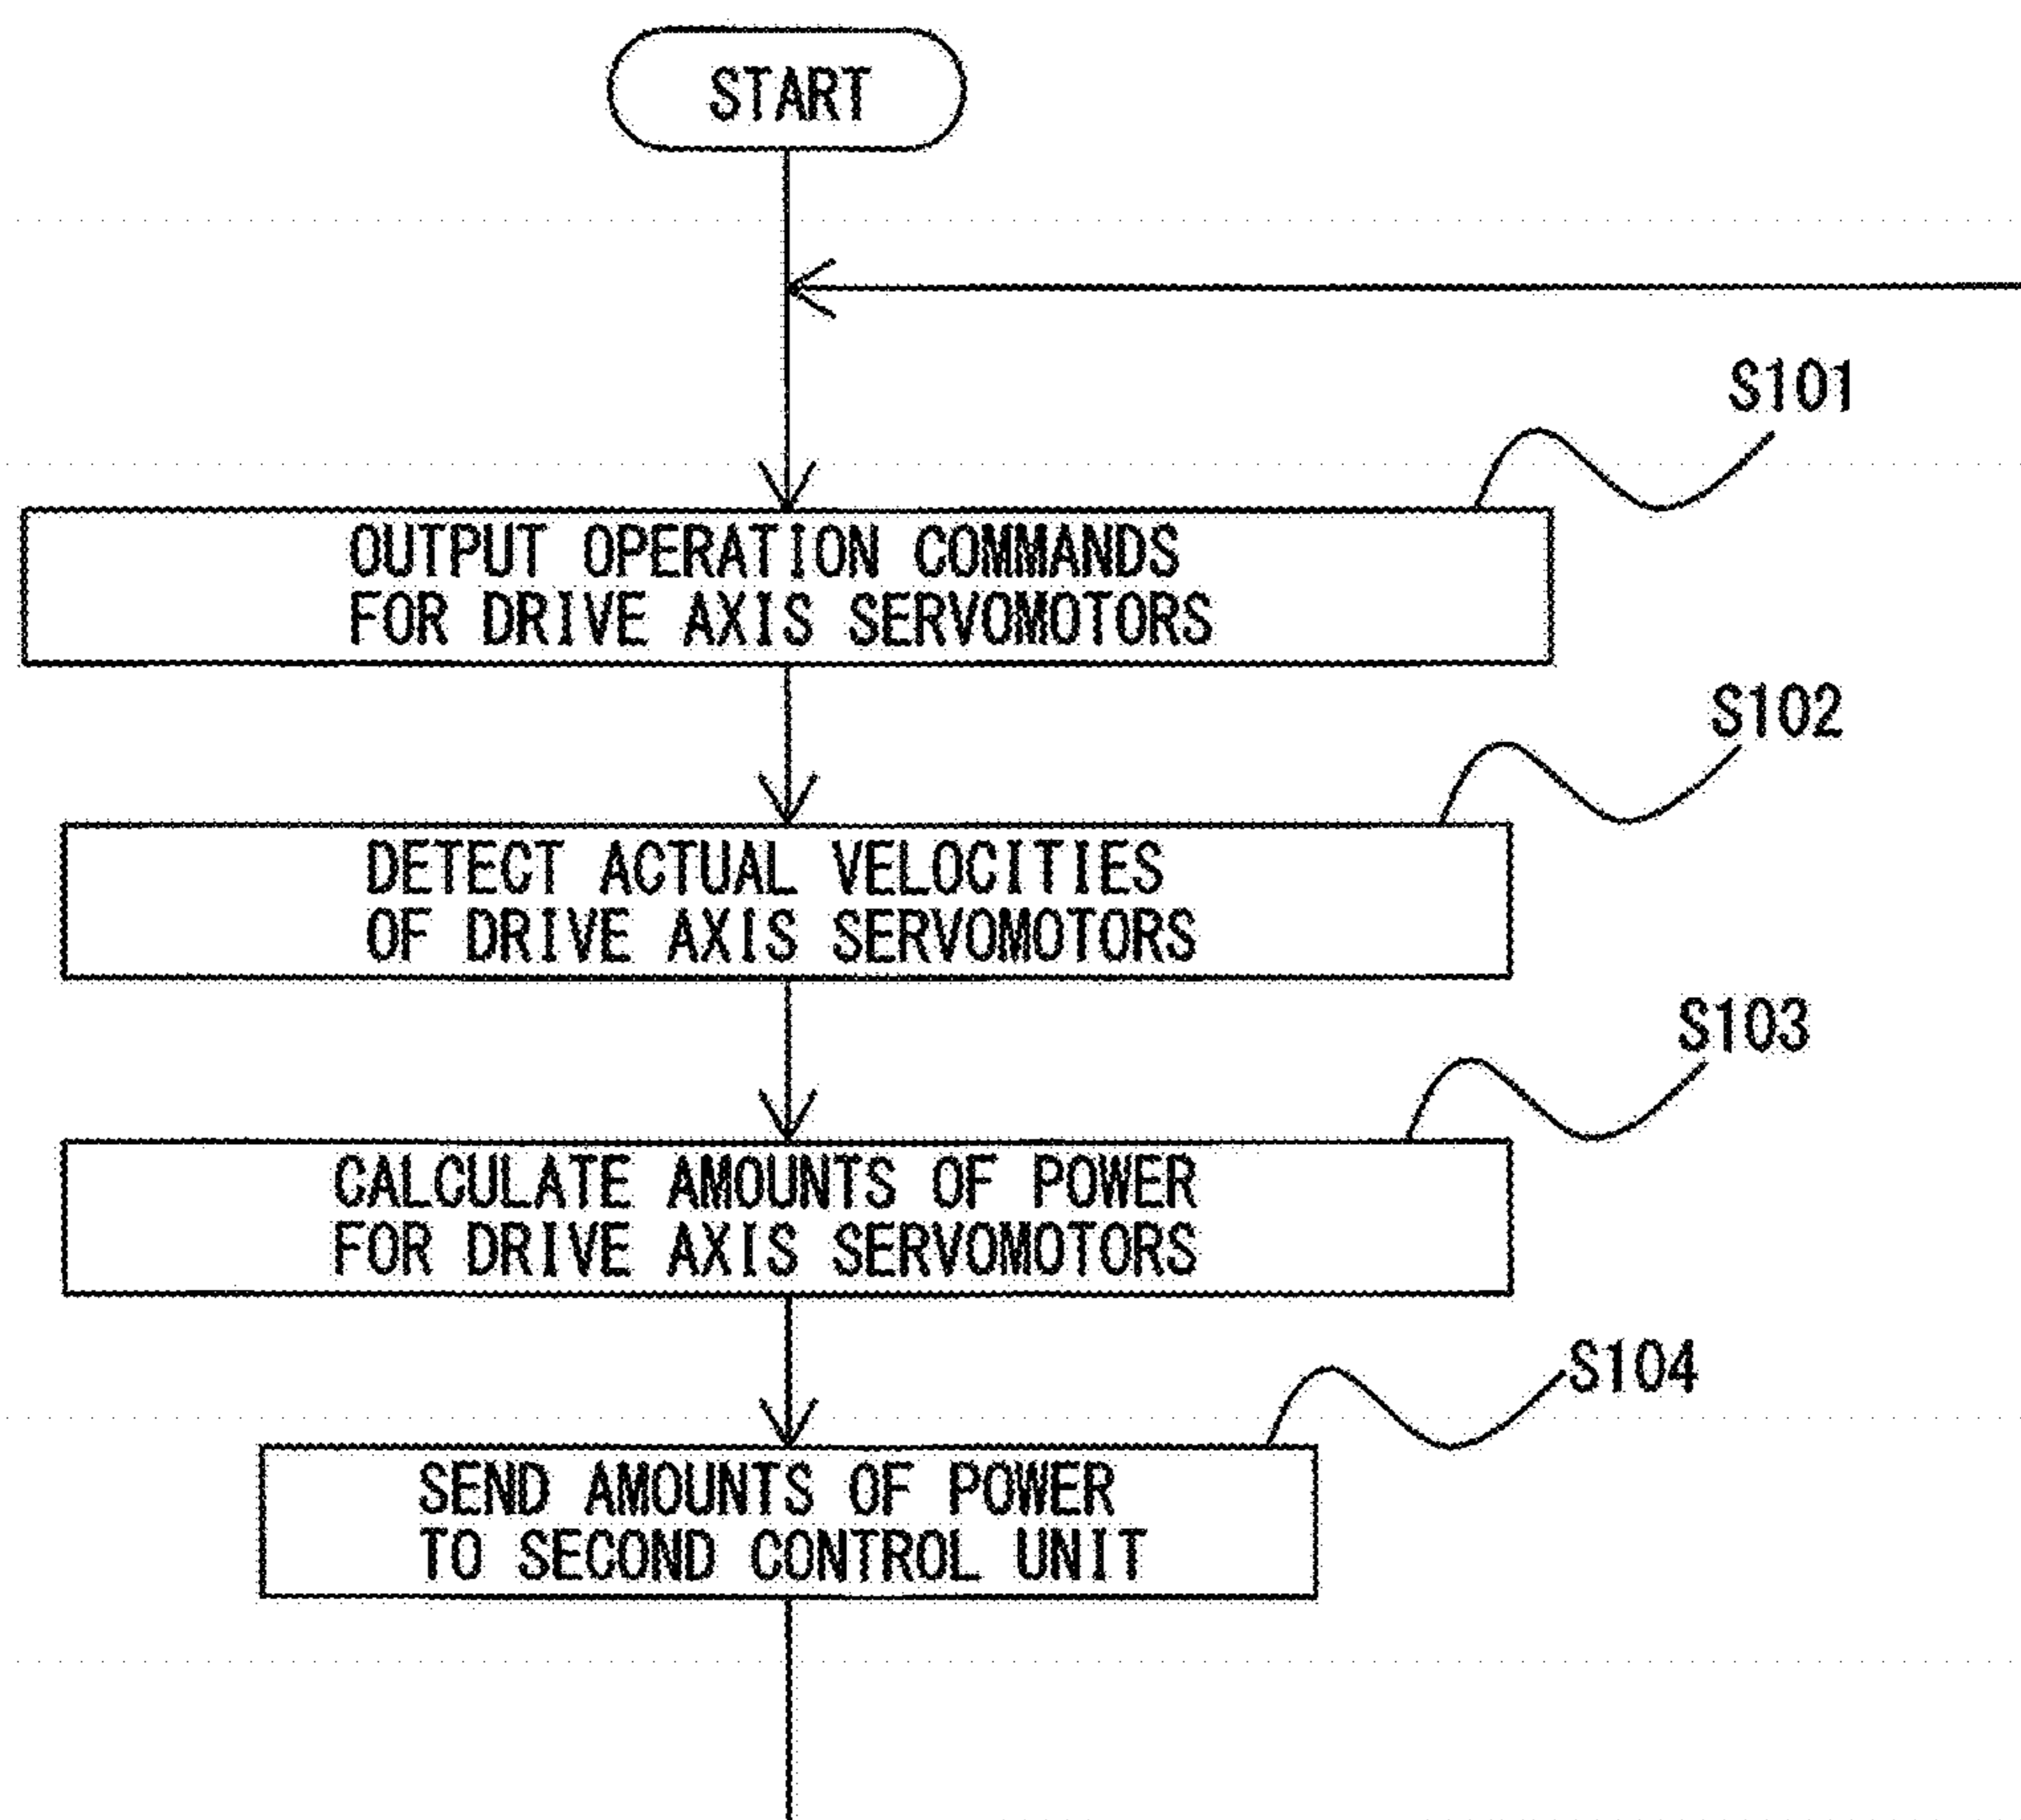 START
S101
OUTPUT OPERATION COMMANDS
FOR DRIVE AXIS SERVOMOTORS
S102
DETECT ACTUAL VELOCITIES
OF DRIVE AXIS SERVOMOTORS
S103
CALCULATE AMOUNTS OF POWER
FOR DRIVE AXIS SERVOMOTORS
S104
SEND AMOUNTS OF POWER
TO SECOND CONTROL UNIT